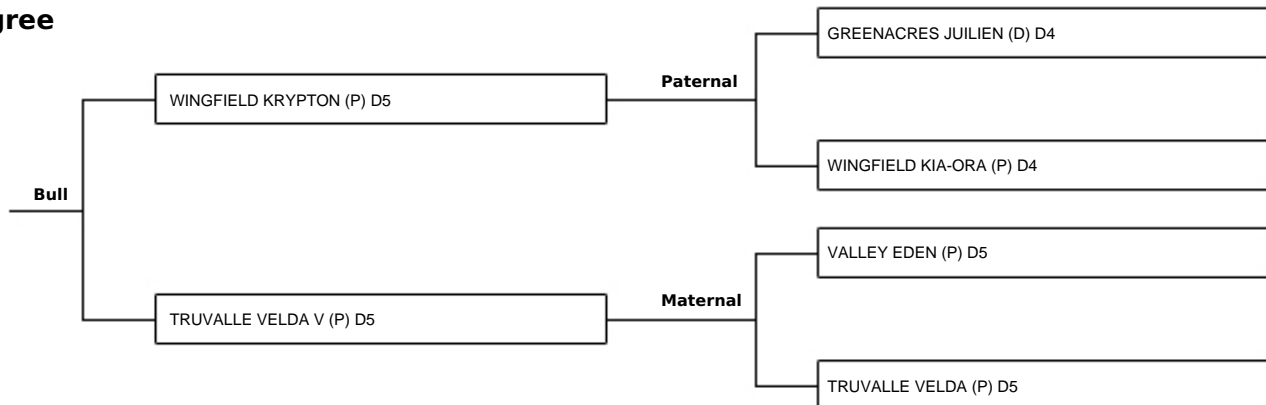 gree
GREENACRES JUILIEN (D) D4
Paternal
WINGFIELD KRYPTON (P) D5
WINGFIELD KIA-ORA (P) D4
Bull
VALLEY EDEN (P) D5
Maternal
TRUVALLE VELDA V (P) D5
TRUVALLE VELDA (P) D5